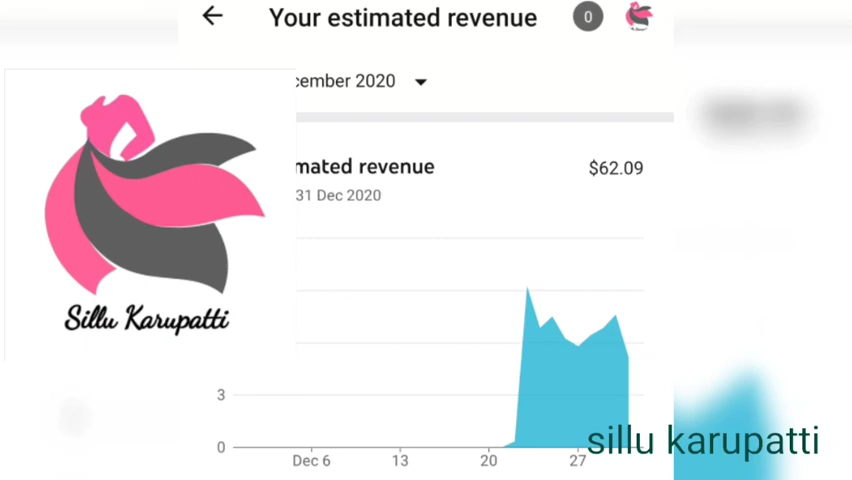 Your estimated revenue
0
cember 2020
mated revenue
$62.09
31 Dec 2020
Sillu Karupatti
3
0
Dec 6
13
20
27
sillu karupatti